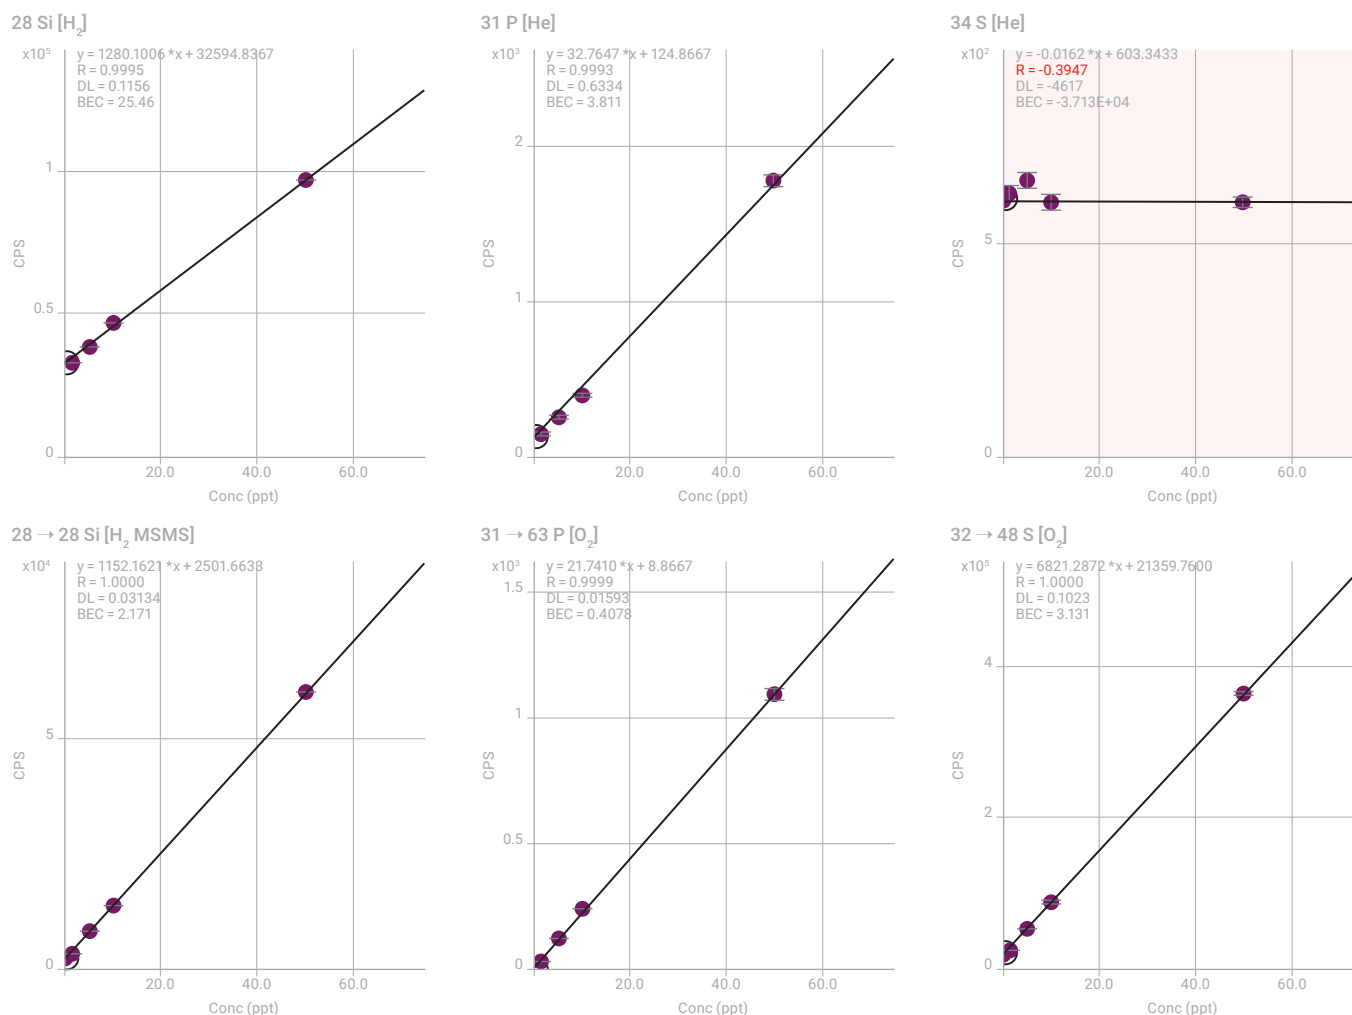 28 Si [H2]
x10⁵
y = 1280.1006 *x + 32594.8367
R = 0.9995
DL = 0.1156
BEC = 25.46
1
0.5
0
CPS
20.0 40.0 60.0
Conc (ppt)
31 P [He]
x10³
y = 32.7647 *x + 124.8667
R = 0.9993
DL = 0.6334
BEC = 3.811
2
1
0
CPS
20.0 40.0 60.0
Conc (ppt)
34 S [He]
x10²
y = -0.0162 *x + 603.3433
R = -0.3947
DL = -4617
BEC = -3.713E+04
5
0
CPS
20.0 40.0 60.0
Conc (ppt)
28 → 28 Si [H2 MSMS]
x10⁴
y = 1152.1621 *x + 2501.6633
R = 1.0000
DL = 0.03134
BEC = 2.171
5
0
CPS
20.0 40.0 60.0
Conc (ppt)
31 → 63 P [O2]
x10³
y = 21.7410 *x + 8.8667
R = 0.9999
DL = 0.01593
BEC = 0.4078
1.5
1
0.5
0
CPS
20.0 40.0 60.0
Conc (ppt)
32 → 48 S [O2]
x10⁵
y = 6821.2872 *x + 21359.7600
R = 1.0000
DL = 0.1023
BEC = 3.131
4
2
0
CPS
20.0 40.0 60.0
Conc (ppt)